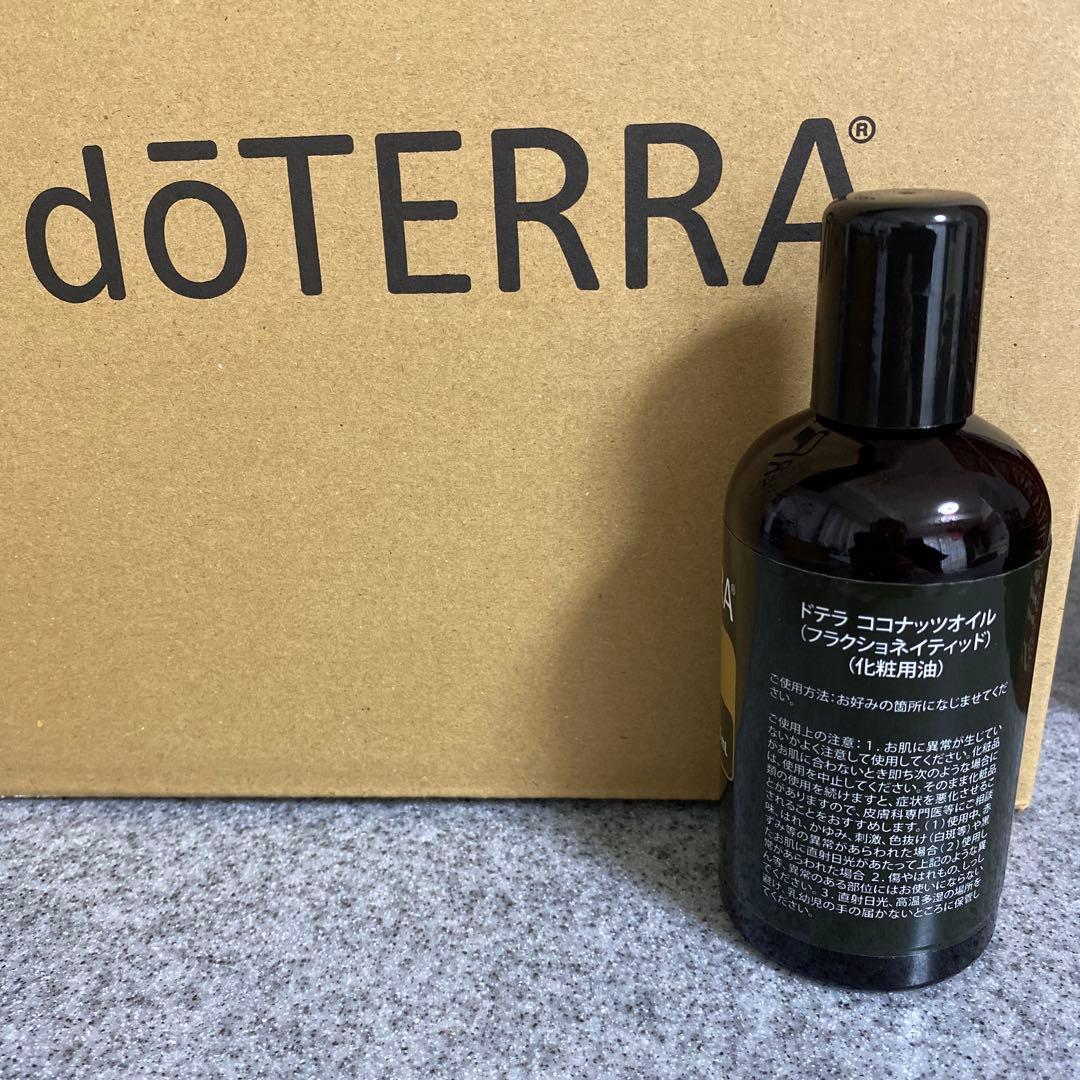 dōTERRA®
A®
ドテラ ココナッツオイル
(フラクショネイティッド)
(化粧用油)
ご使用方法:お好みの箇所になじませてくだ
さい。
ご使用上の注意:1. お肌に異常が生じてい
ないかよく注意して使用してください。化粧品
がお肌に合わないとき即ち次のような場合に
は、使用を中止してください。そのまま化粧品
類の使用を続けますと、症状を悪化させるこ
とがありますので、皮膚科専門医等にご相談
されることをおすすめします。(1)使用中、赤
味、はれ、かゆみ、刺激、色抜け(白斑等)や黒
ずみ等の異常があらわれた場合(2)使用し
たお肌に直射日光があたって上記のような異
常があらわれた場合 2. 傷やはれもの、しっし
ん等、異常のある部位にはお使いにならない
でください。3. 直射日光、高温多湿の場所を
避け、乳幼児の手の届かないところに保管し
てください。